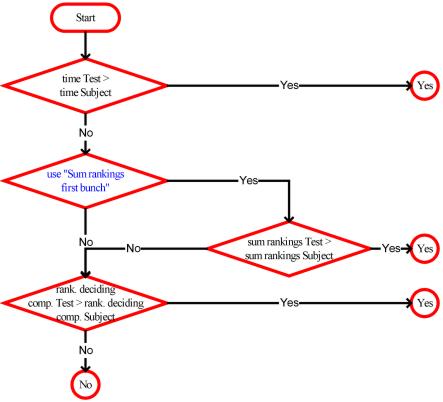 Start
time Test >
time Subject
Yes
Yes
No
use "Sum rankings
first bunch"
Yes
No
No
sum rankings Test >
sum rankings Subject
Yes
Yes
rank. deciding
comp. Test > rank. deciding
comp. Subject
Yes
Yes
No
No